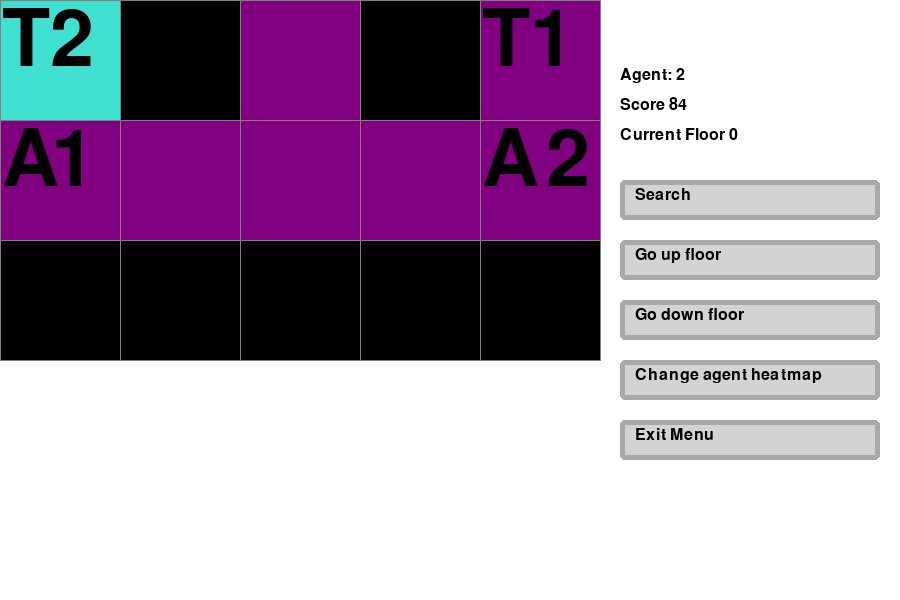 T2
T1
A1
A2
Agent: 2
Score 84
Current Floor 0
Search
Go up floor
Go down floor
Change agent heatmap
Exit Menu